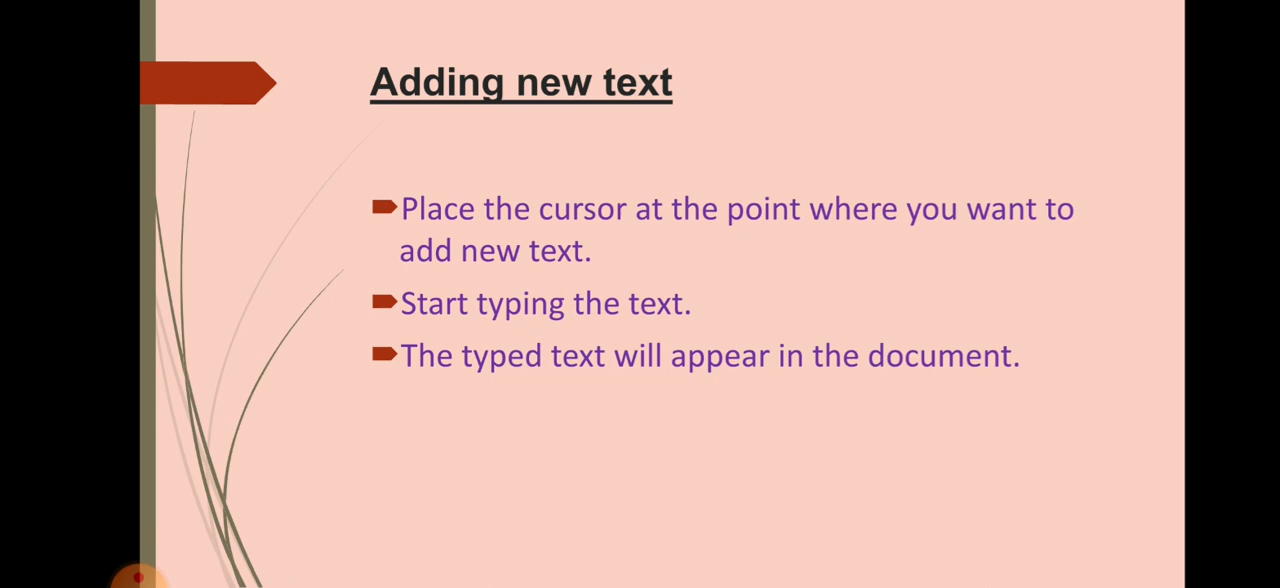 Adding new text
Place the cursor at the point where you want to
add new text.
Start typing the text.
The typed text will appear in the document.